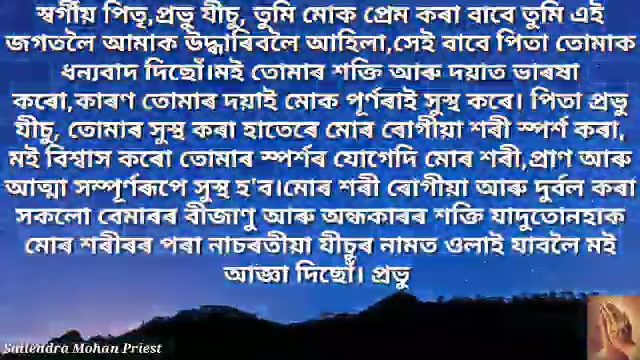 স্বৰ্গীয় পিতৃ,প্ৰভু যীচু, তুমি মোক প্ৰেম কৰা বাবে তুমি এই
জগতলৈ আমাক উদ্ধাৰিবলৈ আহিলা,সেই বাবে পিতা তোমাক
ধন্যবাদ দিছোঁ।মই তোমাৰ শক্তি আৰু দয়াত ভাৰষা
কৰো,কাৰণ তোমাৰ দয়াই মোক পূৰ্ণৰাই সুস্থ কৰে। পিতা প্ৰভু
যীচু, তোমাৰ সুস্থ কৰা হাতেৰে মোৰ ৰোগীয়া শৰী স্পৰ্শ কৰা,
মই বিশ্বাস কৰো তোমাৰ স্পৰ্শৰ যোগেদি মোৰ শৰী,প্ৰাণ আৰু
আত্মা সম্পূৰ্ণৰূপে সুস্থ হ'ব।মোৰ শৰী ৰোগীয়া আৰু দুৰ্বল কৰা
সকলো বেমাৰৰ বীজাণু আৰু অন্ধকাৰৰ শক্তি যাদুতোনহাক
মোৰ শৰীৰৰ পৰা নাচৰতীয়া যীচুৰ নামত ওলাই যাবলৈ মই
আজ্ঞা দিছোঁ। প্ৰভু
Sailendra Mohan Priest